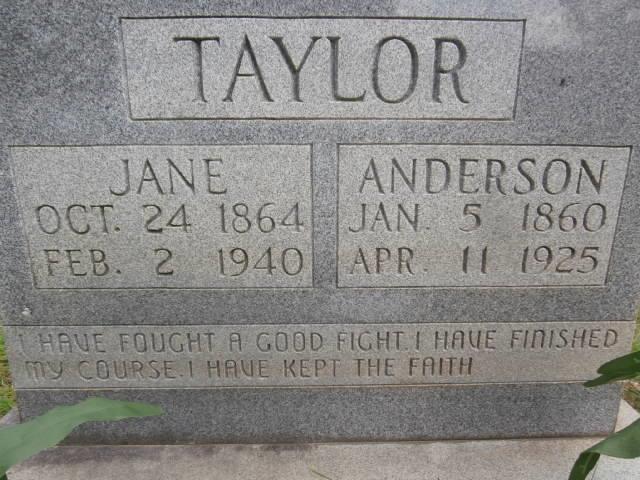 TAYLOR
JANE
OCT. 24 1864
FEB. 2 1940
ANDERSON
JAN. 5 1860
APR. 11 1925
I HAVE FOUGHT A GOOD FIGHT. I HAVE FINISHED
MY COURSE. I HAVE KEPT THE FAITH